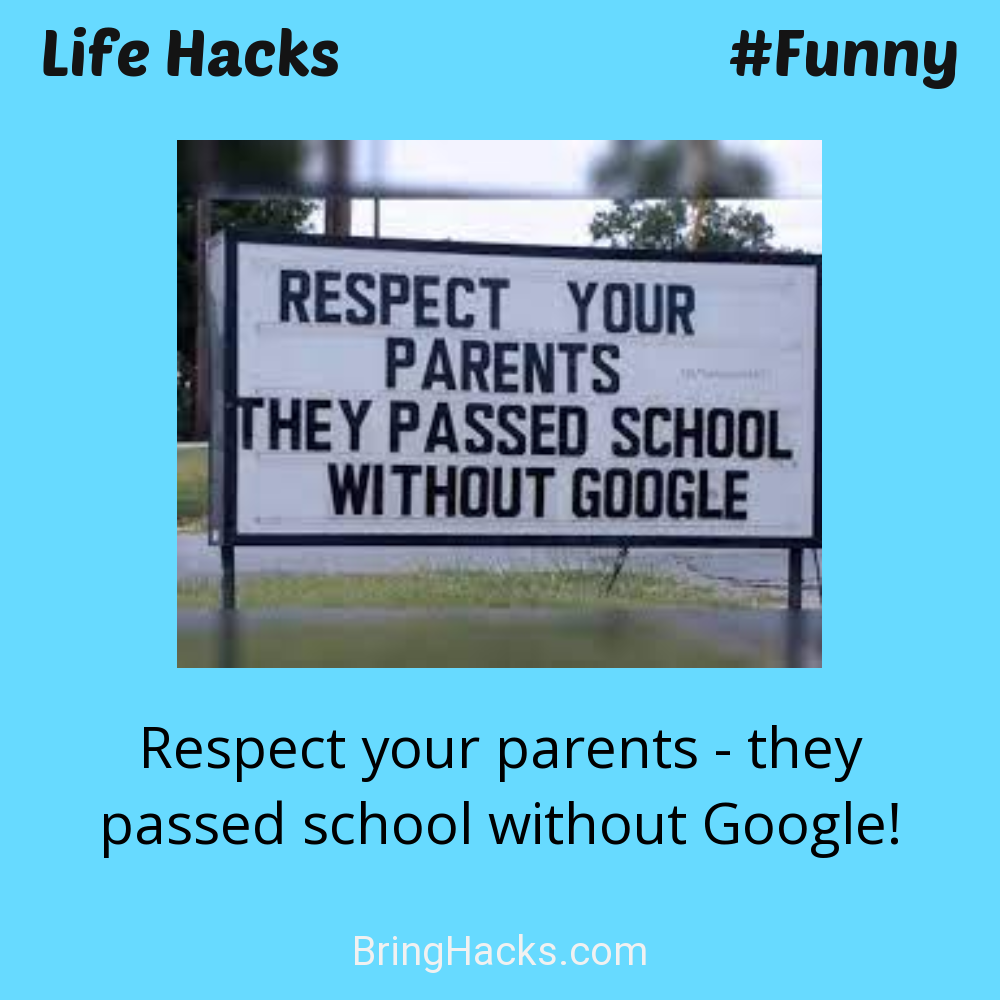 Life Hacks #Funny
RESPECT YOUR
PARENTS
THEY PASSED SCHOOL
WITHOUT GOOGLE
Respect your parents - they
passed school without Google!
BringHacks.com